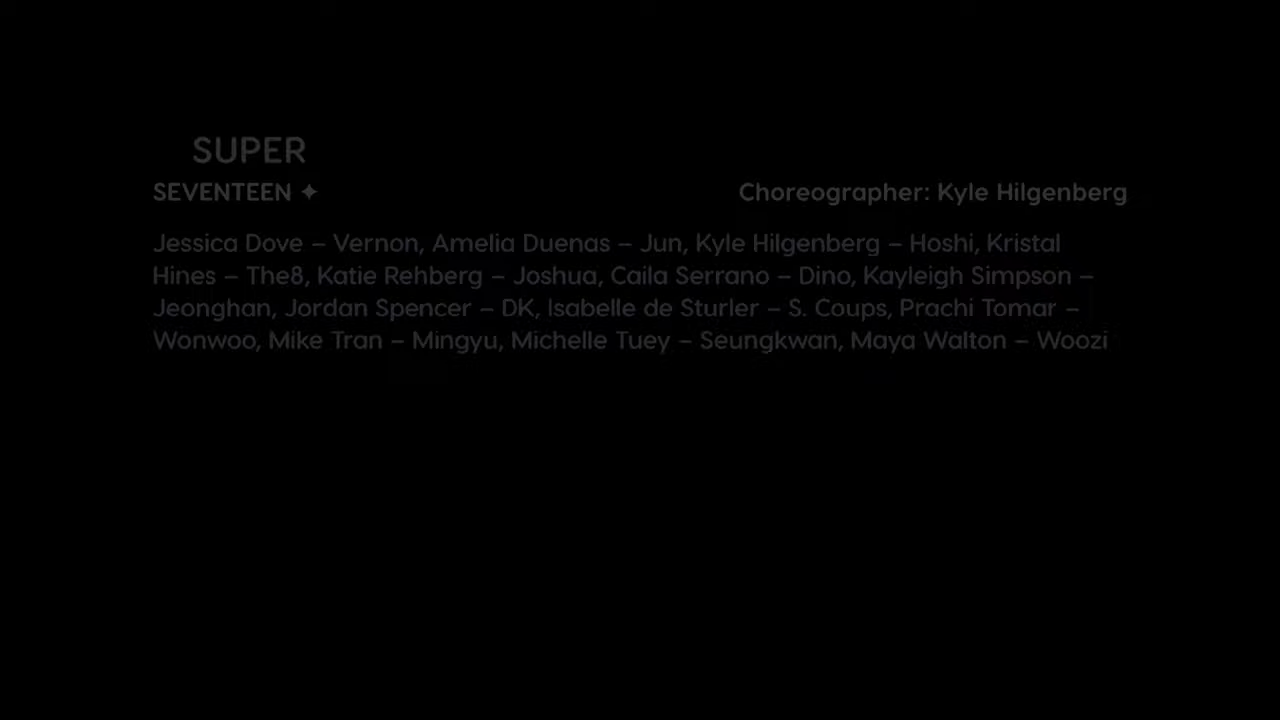 SUPER
SEVENTEEN ✦
Choreographer: Kyle Hilgenberg
Jessica Dove – Vernon, Amelia Duenas – Jun, Kyle Hilgenberg – Hoshi, Kristal
Hines – The8, Katie Rehberg – Joshua, Caila Serrano – Dino, Kayleigh Simpson –
Jeonghan, Jordan Spencer – DK, Isabelle de Sturler – S. Coups, Prachi Tomar –
Wonwoo, Mike Tran – Mingyu, Michelle Tuey – Seungkwan, Maya Walton – Woozi